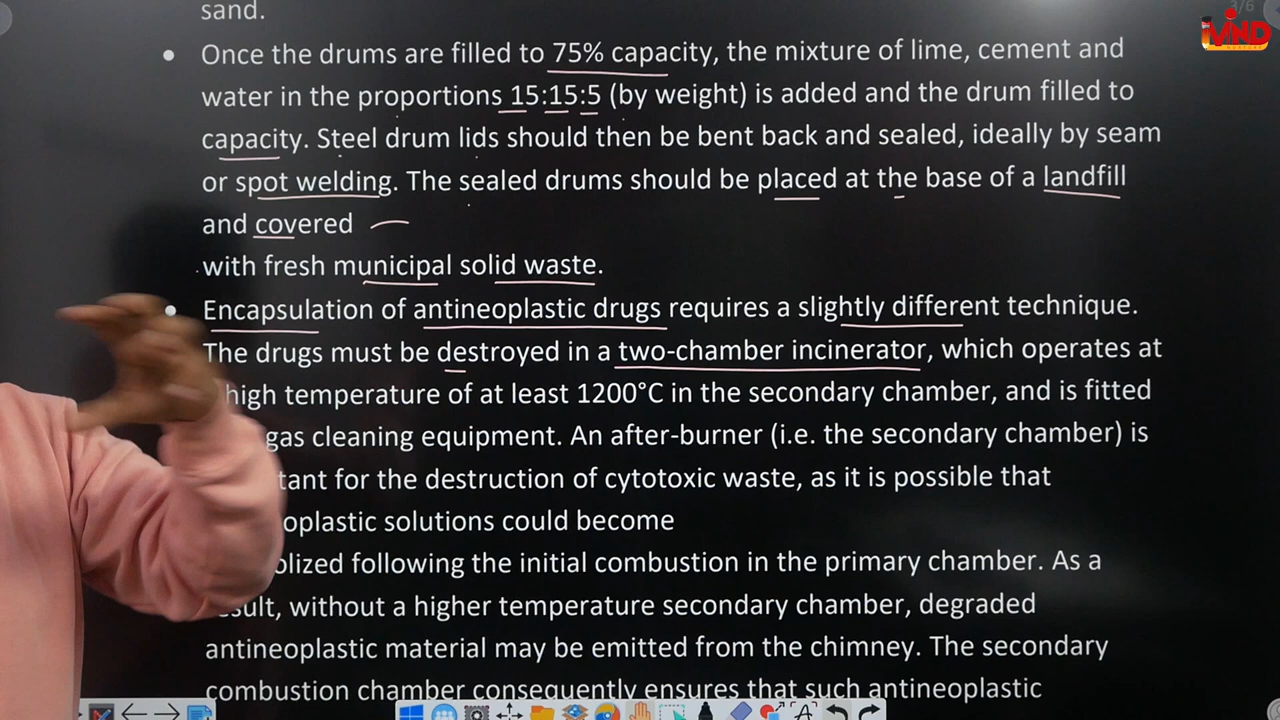 sand.
3/6
IVIND
• Once the drums are filled to 75% capacity, the mixture of lime, cement and
water in the proportions 15:15:5 (by weight) is added and the drum filled to
capacity. Steel drum lids should then be bent back and sealed, ideally by seam
or spot welding. The sealed drums should be placed at the base of a landfill
and covered
with fresh municipal solid waste.
• Encapsulation of antineoplastic drugs requires a slightly different technique.
The drugs must be destroyed in a two-chamber incinerator, which operates at
high temperature of at least 1200°C in the secondary chamber, and is fitted
gas cleaning equipment. An after-burner (i.e. the secondary chamber) is
tant for the destruction of cytotoxic waste, as it is possible that
oplastic solutions could become
olized following the initial combustion in the primary chamber. As a
sult, without a higher temperature secondary chamber, degraded
antineoplastic material may be emitted from the chimney. The secondary
combustion chamber consequently ensures that such antineoplastic